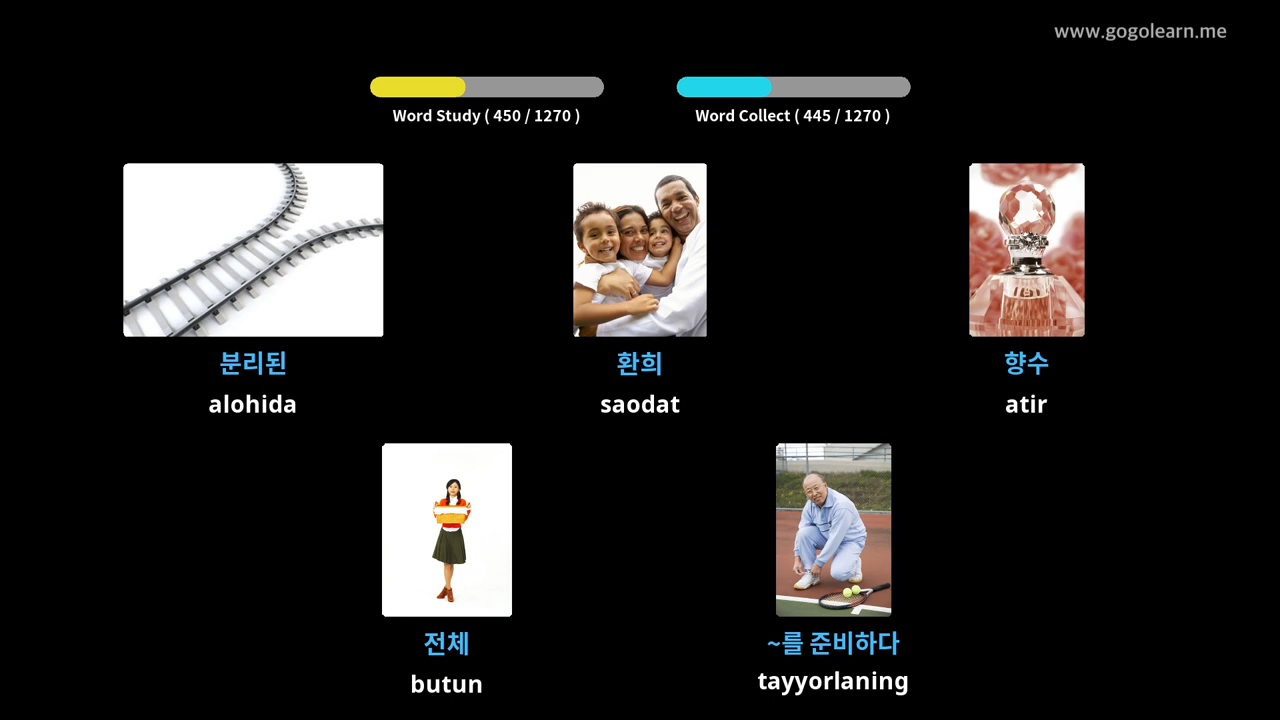 www.gogolearn.me
Word Study ( 450 / 1270 )
Word Collect ( 445 / 1270 )
분리된
alohida
환희
saodat
향수
atir
전체
butun
~를 준비하다
tayyorlaning